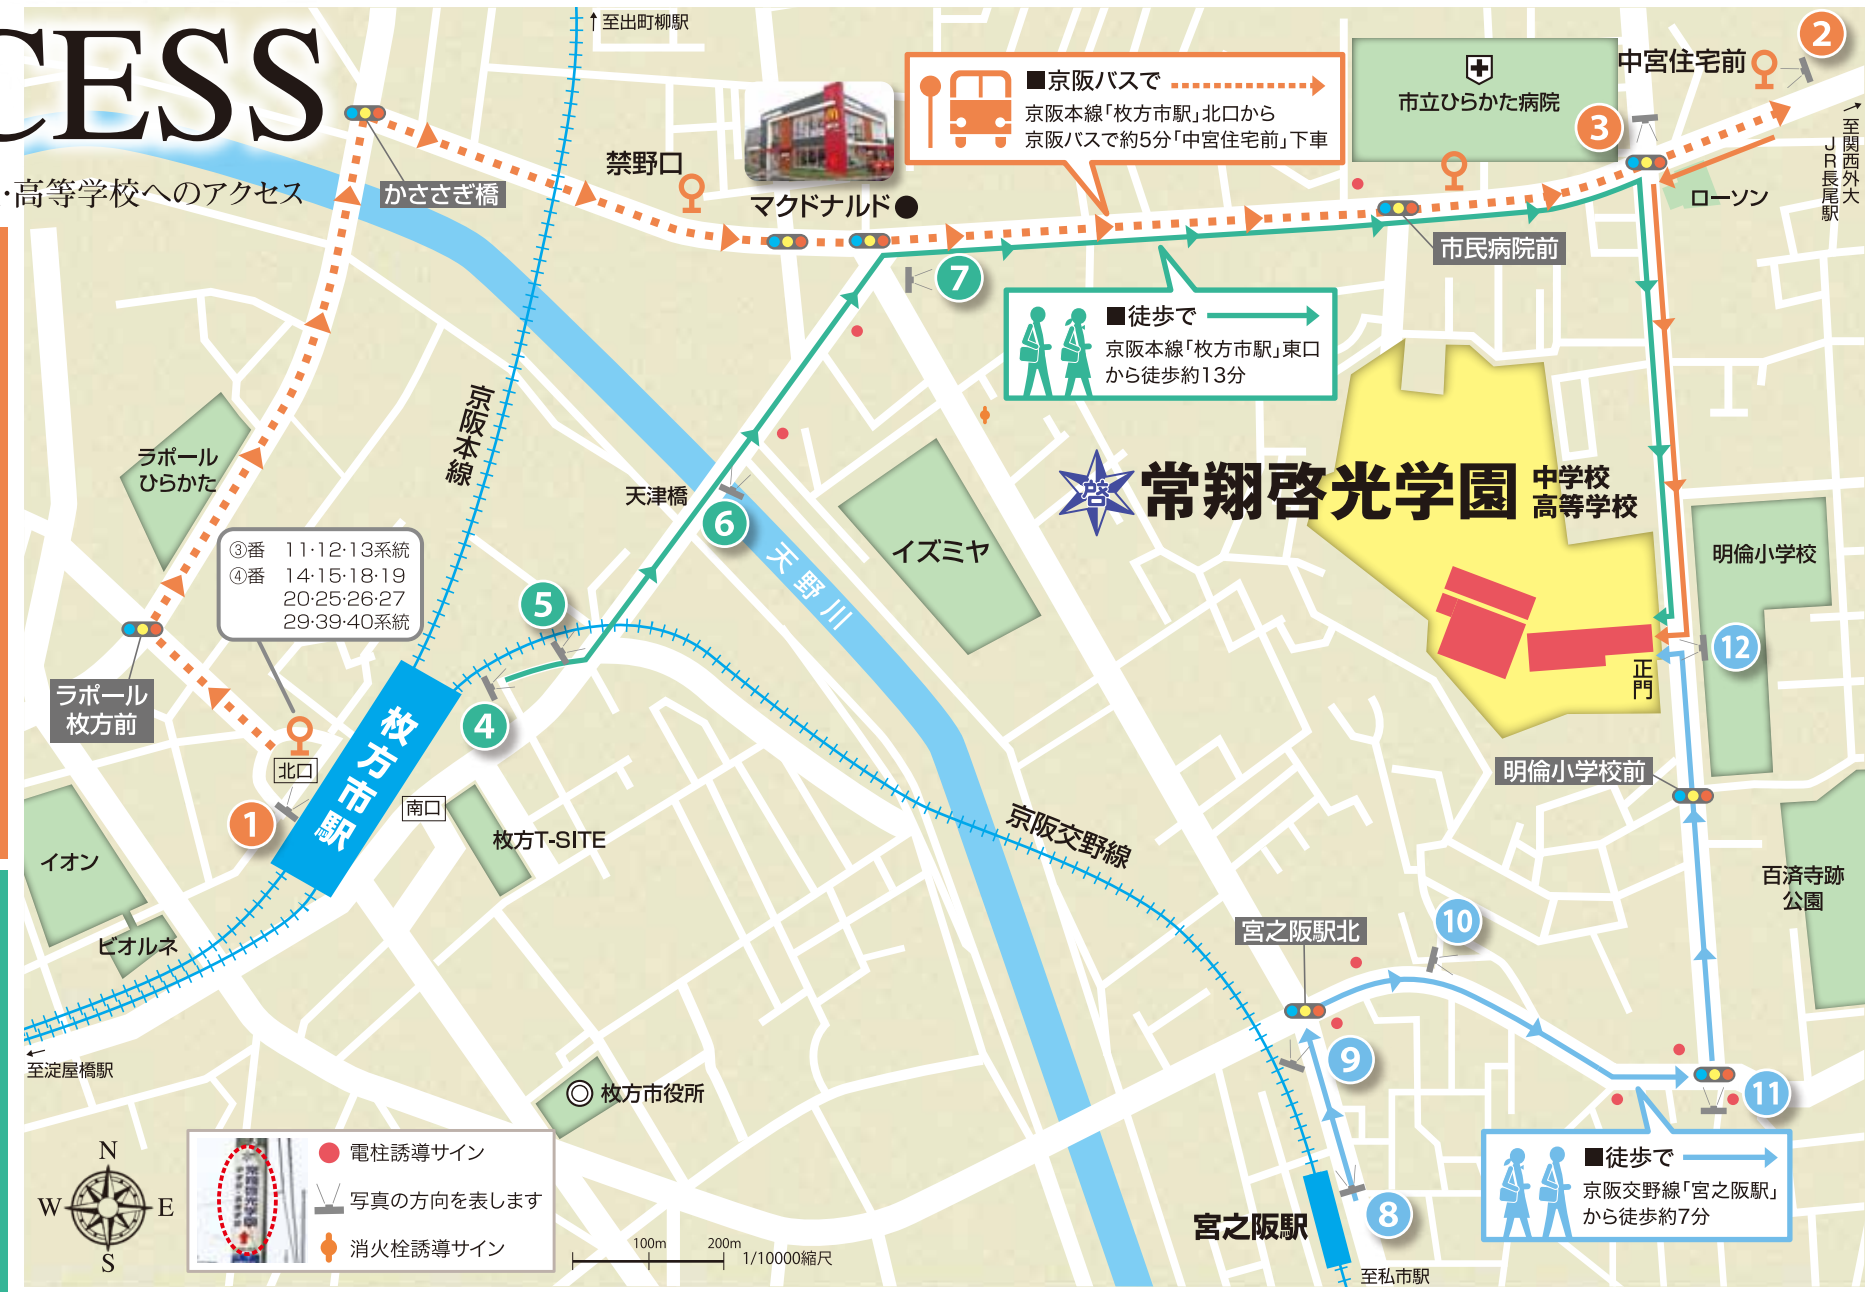 CESS
・高等学校へのアクセス
↑至出町柳駅
かささぎ橋
禁野口
マクドナルド●
■京阪バスで
京阪本線「枚方市駅」北口から
京阪バスで約5分「中宮住宅前」下車
市立ひらかた病院
中宮住宅前
2
3
至関西外大
JR長尾駅
ローソン
市民病院前
7
■徒歩で
京阪本線「枚方市駅」東口
から徒歩約13分
京阪本線
ラポール
ひらかた
天津橋
6
天野川
イズミヤ
啓
常翔啓光学園
中学校
高等学校
明倫小学校
③番 11・12・13系統
④番 14・15・18・19
20・25・26・27
29・39・40系統
5
4
ラポール
枚方前
北口
1
枚方市駅
南口
枚方T-SITE
正門
12
明倫小学校前
イオン
ビオルネ
京阪交野線
百済寺跡
公園
宮之阪駅北
10
9
11
←
至淀屋橋駅
◎枚方市役所
N
W
E
S
電柱誘導サイン
写真の方向を表します
消火栓誘導サイン
100m
200m
1/10000縮尺
宮之阪駅
8
至私市駅
■徒歩で
京阪交野線「宮之阪駅」
から徒歩約7分